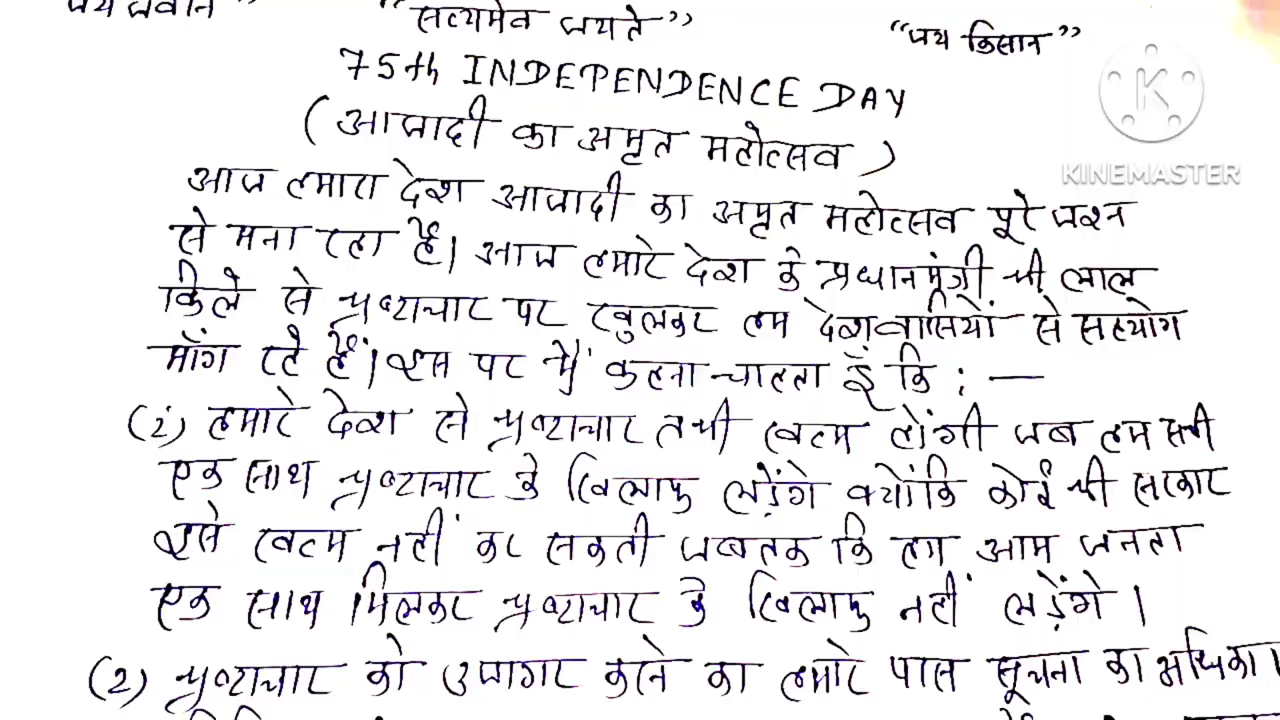 "सत्यमेव जयते" "जय किसान"
75th INDEPENDENCE DAY
(आजादी का अमृत महोत्सव)
आज हमारा देश आजादी का अमृत महोत्सव पूरे जश्न
से मना रहा है। आज हमारे देश के प्रधानमंत्री भी लाल
किले से भ्रष्टाचार पर खुलकर हम देशवासियों से सहयोग
माँग रहे हैं। इस पर मैं कहना चाहता हूँ कि : —
(i) हमारे देश से भ्रष्टाचार तभी खत्म होंगी जब हम सभी
एक साथ भ्रष्टाचार के खिलाफ लड़ेंगे क्योंकि कोई भी सरकार
इसे खत्म नहीं कर सकती जबतक कि हम आम जनता
एक साथ मिलकर भ्रष्टाचार के खिलाफ नहीं लड़ेंगे।
(2) भ्रष्टाचार को उजागर करने का हमारे पास सूचना का
KINEMASTER